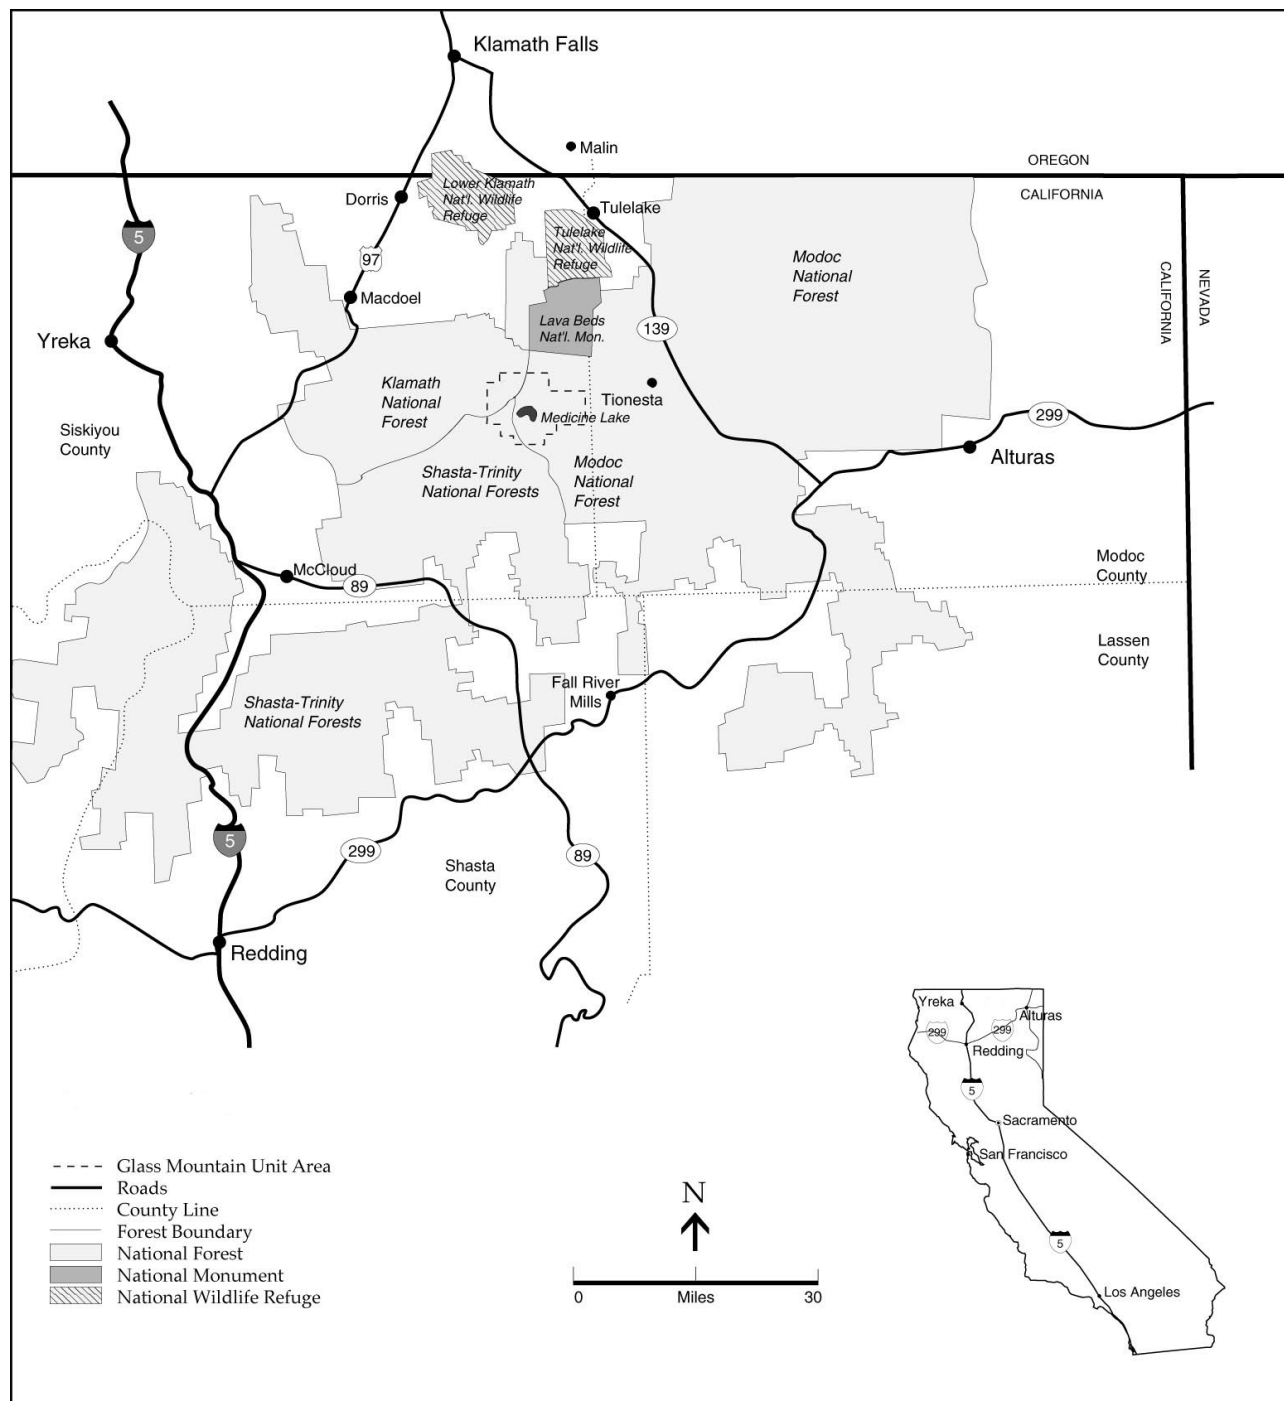 Klamath Falls
Malin
OREGON
CALIFORNIA
Lower Klamath
Nat'l. Wildlife
Refuge
Dorris
Tulelake
5
Tulelake
Nat'l. Wildlife
Refuge
97
Modoc
National
Forest
CALIFORNIA
NEVADA
Macdoel
Lava Beds
Nat'l. Mon.
139
Yreka
Klamath
National
Forest
Tionesta
Medicine Lake
299
Siskiyou
County
Alturas
Shasta-Trinity
National Forests
Modoc
National
Forest
McCloud
89
Modoc
County
Lassen
County
Fall River
Mills
Shasta-Trinity
National Forests
5
299
89
Shasta
County
Redding
Yreka
Alturas
299
299
Redding
5
Sacramento
San Francisco
5
Los Angeles
Glass Mountain Unit Area
Roads
County Line
Forest Boundary
National Forest
National Monument
National Wildlife Refuge
N
0 Miles 30